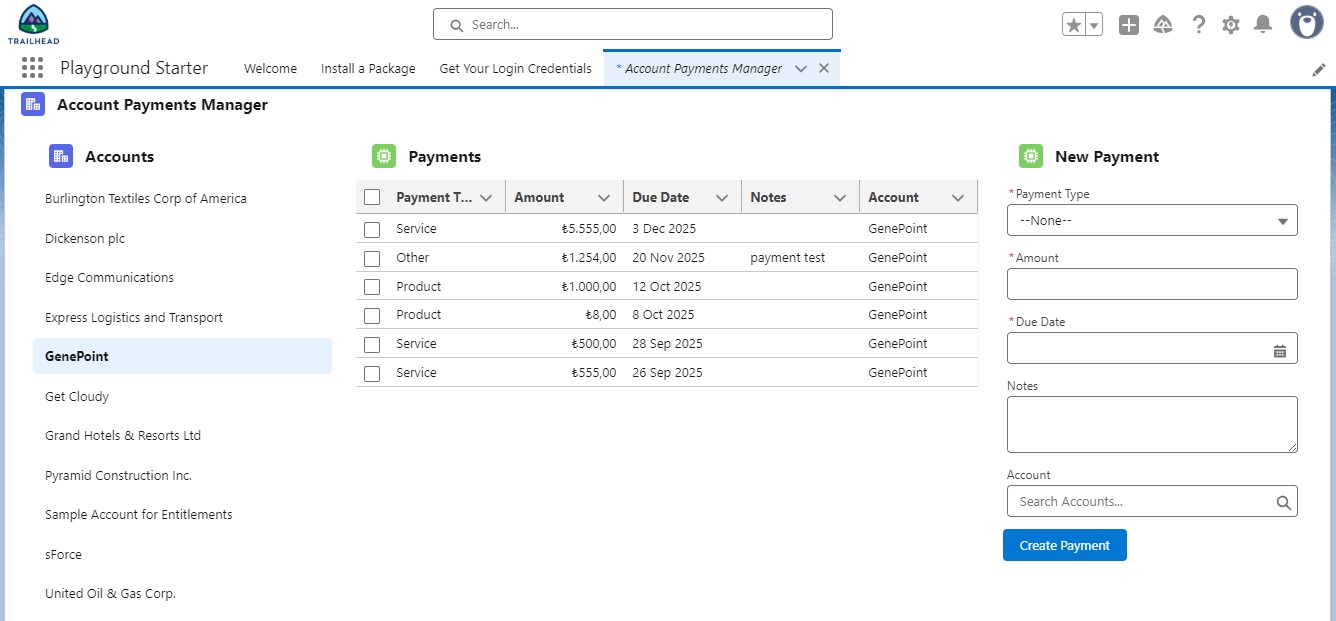 TRAILHEAD
Search...
Playground Starter
Welcome
Install a Package
Get Your Login Credentials
* Account Payments Manager
Account Payments Manager
Accounts
Burlington Textiles Corp of America
Dickenson plc
Edge Communications
Express Logistics and Transport
GenePoint
Get Cloudy
Grand Hotels & Resorts Ltd
Pyramid Construction Inc.
Sample Account for Entitlements
sForce
United Oil & Gas Corp.
Payments
Payment T... Amount Due Date Notes Account
Service ₺5.555,00 3 Dec 2025 GenePoint
Other ₺1.254,00 20 Nov 2025 payment test GenePoint
Product ₺1.000,00 12 Oct 2025 GenePoint
Product ₺8,00 8 Oct 2025 GenePoint
Service ₺500,00 28 Sep 2025 GenePoint
Service ₺555,00 26 Sep 2025 GenePoint
New Payment
*Payment Type
--None--
*Amount
*Due Date
Notes
Account
Search Accounts...
Create Payment